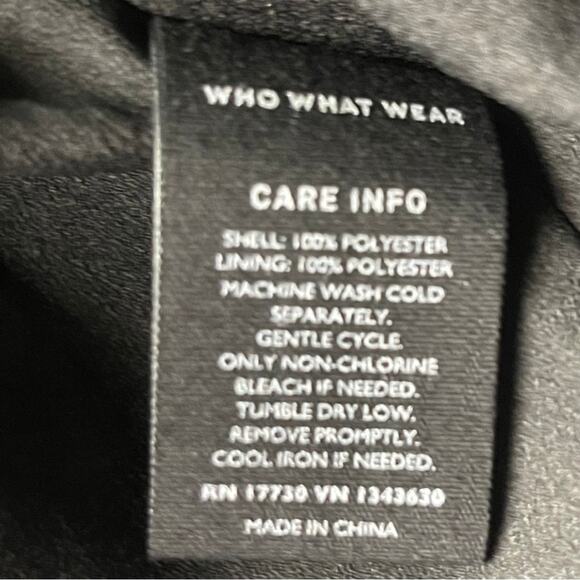 WHO WHAT WEAR
CARE INFO
SHELL: 100% POLYESTER
LINING: 100% POLYESTER
MACHINE WASH COLD
SEPARATELY.
GENTLE CYCLE.
ONLY NON-CHLORINE
BLEACH IF NEEDED.
TUMBLE DRY LOW.
REMOVE PROMPTLY.
COOL IRON IF NEEDED.
RN 17730 VN 1343630
MADE IN CHINA